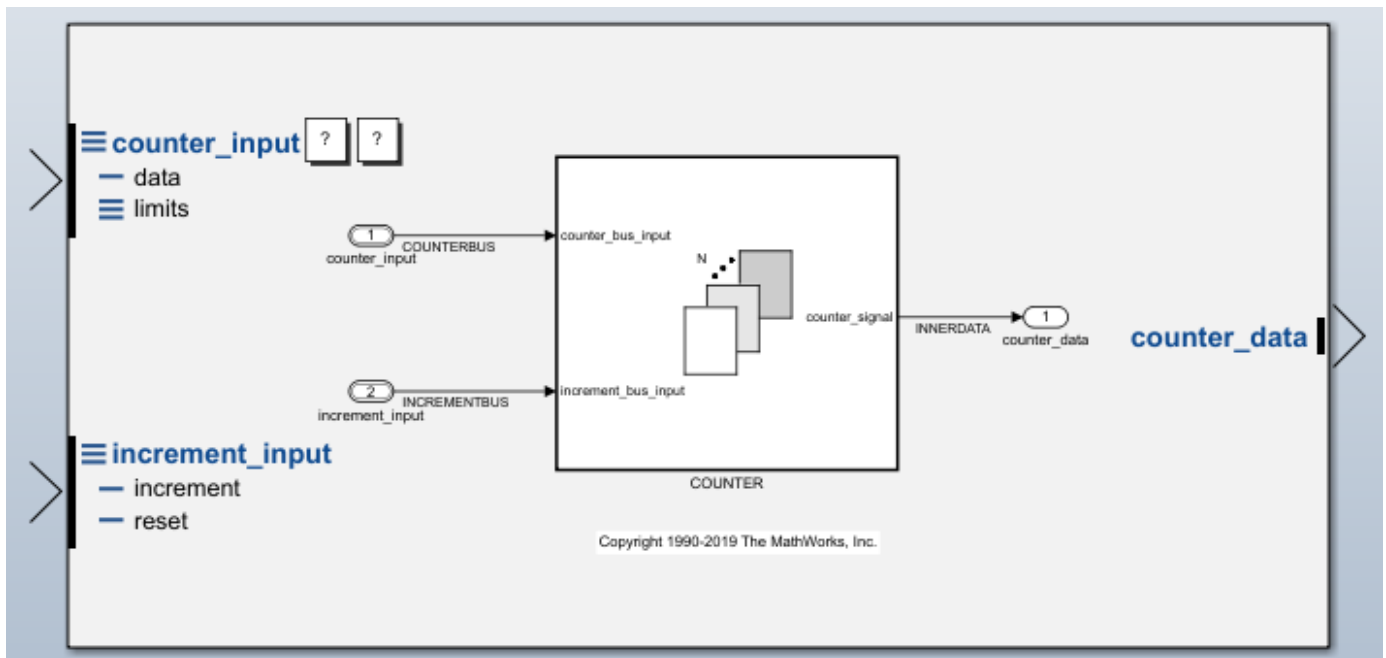 counter_input ? ?
data
limits
1
COUNTERBUS
counter_input
counter_bus_input
N
counter_signal
INNERDATA
1
counter_data
counter_data
2
INCREMENTBUS
increment_input
increment_bus_input
increment_input
increment
reset
COUNTER
Copyright 1990-2019 The MathWorks, Inc.